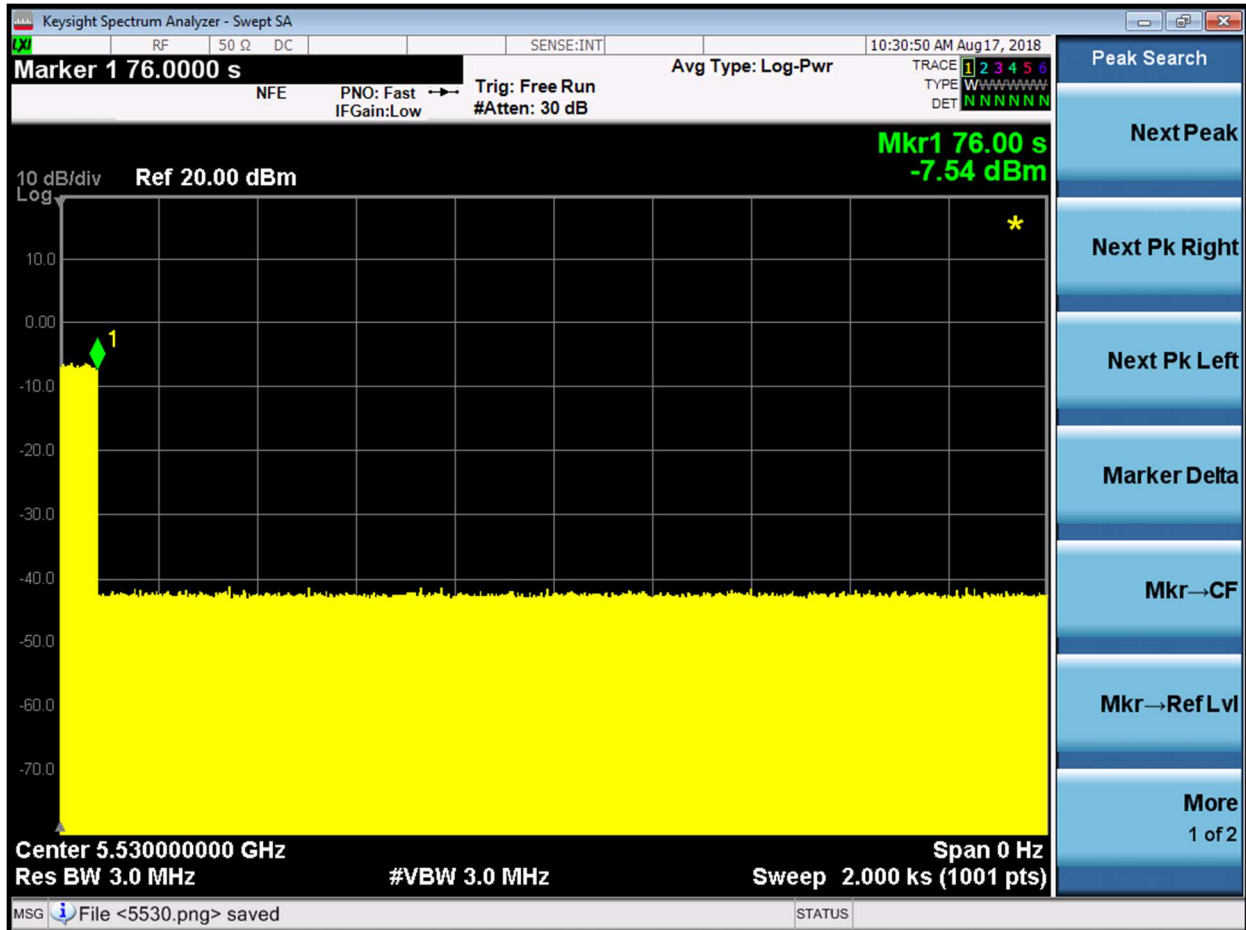 Keysight Spectrum Analyzer - Swept SA
LXI RF 50 Ω DC SENSE:INT 10:30:50 AM Aug 17, 2018
Marker 1 76.0000 s
NFE
PNO: Fast
IFGain:Low
Trig: Free Run
#Atten: 30 dB
Avg Type: Log-Pwr
TRACE 1 2 3 4 5 6
TYPE WWWWWW
DET N N N N N N
Mkr1 76.00 s
-7.54 dBm
10 dB/div Ref 20.00 dBm
Log
10.0
0.00
-10.0
-20.0
-30.0
-40.0
-50.0
-60.0
-70.0
*
1
Center 5.530000000 GHz Span 0 Hz
Res BW 3.0 MHz #VBW 3.0 MHz Sweep 2.000 ks (1001 pts)
MSG File <5530.png> saved STATUS
Peak Search
Next Peak
Next Pk Right
Next Pk Left
Marker Delta
Mkr→CF
Mkr→Ref Lvl
More
1 of 2